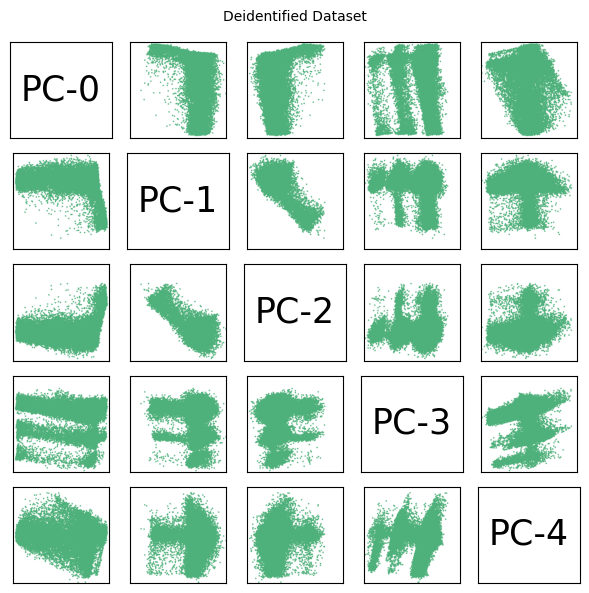 Deidentified Dataset
PC-0
PC-1
PC-2
PC-3
PC-4